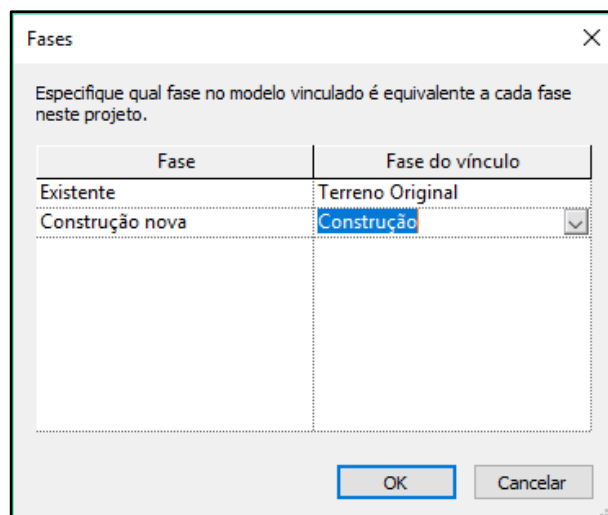 Fases
Especifique qual fase no modelo vinculado é equivalente a cada fase
neste projeto.
Fase Fase do vínculo
Existente Terreno Original
Construção nova Construção
OK Cancelar